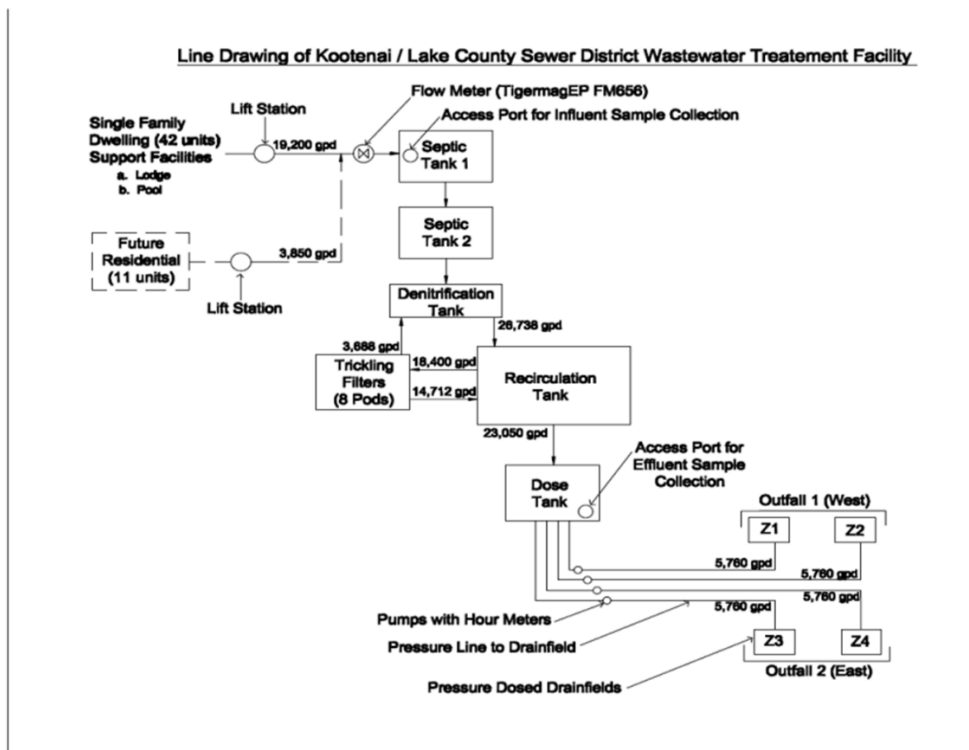 Line Drawing of Kootenai / Lake County Sewer District Wastewater Treatement Facility
Flow Meter (TigermagEP FM656)
Lift Station
Access Port for Influent Sample Collection
Single Family
Dwelling (42 units)
Support Facilities
a. Lodge
b. Pool
19,200 gpd
Septic
Tank 1
Septic
Tank 2
Future
Residential
(11 units)
3,850 gpd
Lift Station
Denitrification
Tank
26,738 gpd
3,688 gpd
Trickling
Filters
(8 Pods)
18,400 gpd
14,712 gpd
Recirculation
Tank
23,050 gpd
Access Port for
Effluent Sample
Collection
Dose
Tank
Outfall 1 (West)
Z1
Z2
5,760 gpd
5,760 gpd
5,760 gpd
5,760 gpd
Pumps with Hour Meters
Pressure Line to Drainfield
Z3
Z4
Outfall 2 (East)
Pressure Dosed Drainfields